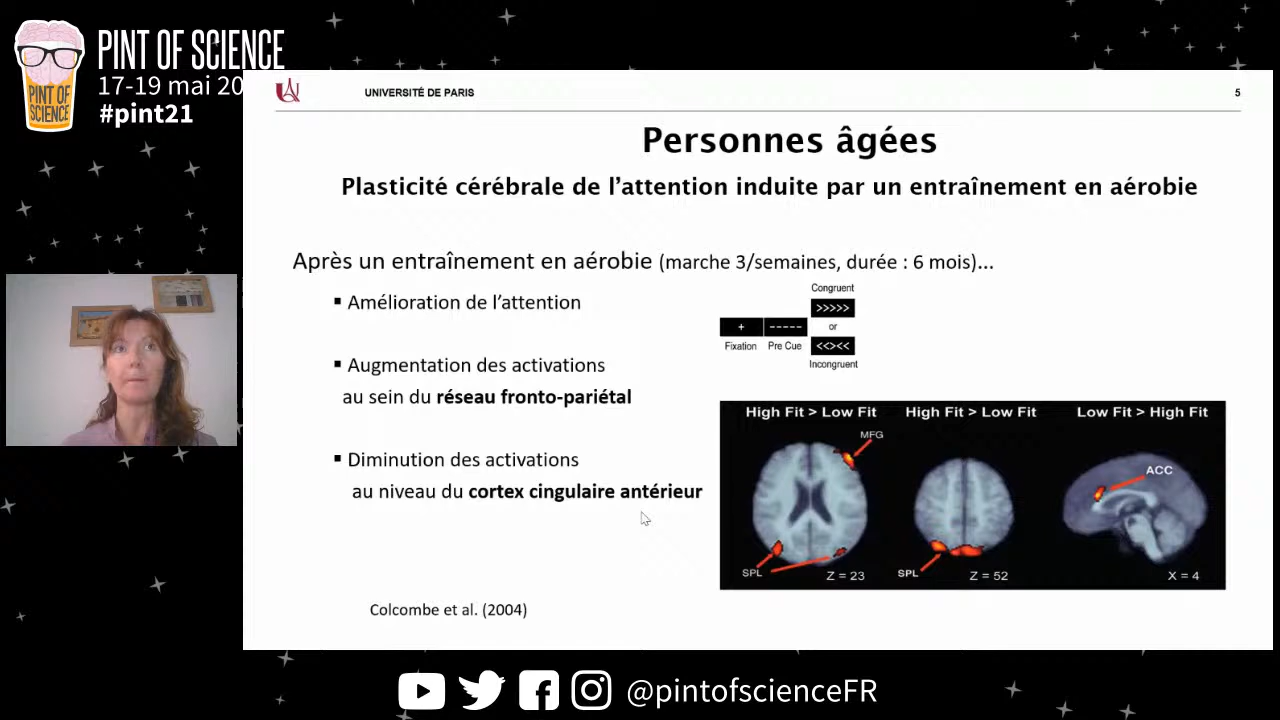 PINT OF SCIENCE
17-19 mai 20
#pint21
PINT OF
SCIENCE
UNIVERSITÉ DE PARIS
5
Personnes âgées
Plasticité cérébrale de l’attention induite par un entraînement en aérobie
Après un entraînement en aérobie (marche 3/semaines, durée : 6 mois)...
▪ Amélioration de l’attention
▪ Augmentation des activations
au sein du réseau fronto-pariétal
▪ Diminution des activations
au niveau du cortex cingulaire antérieur
Colcombe et al. (2004)
Congruent
>>>>>
+
-----
or
Fixation
Pre Cue
<<><<
Incongruent
High Fit > Low Fit
High Fit > Low Fit
Low Fit > High Fit
MFG
ACC
SPL
Z = 23
SPL
Z = 52
X = 4
@pintofscienceFR